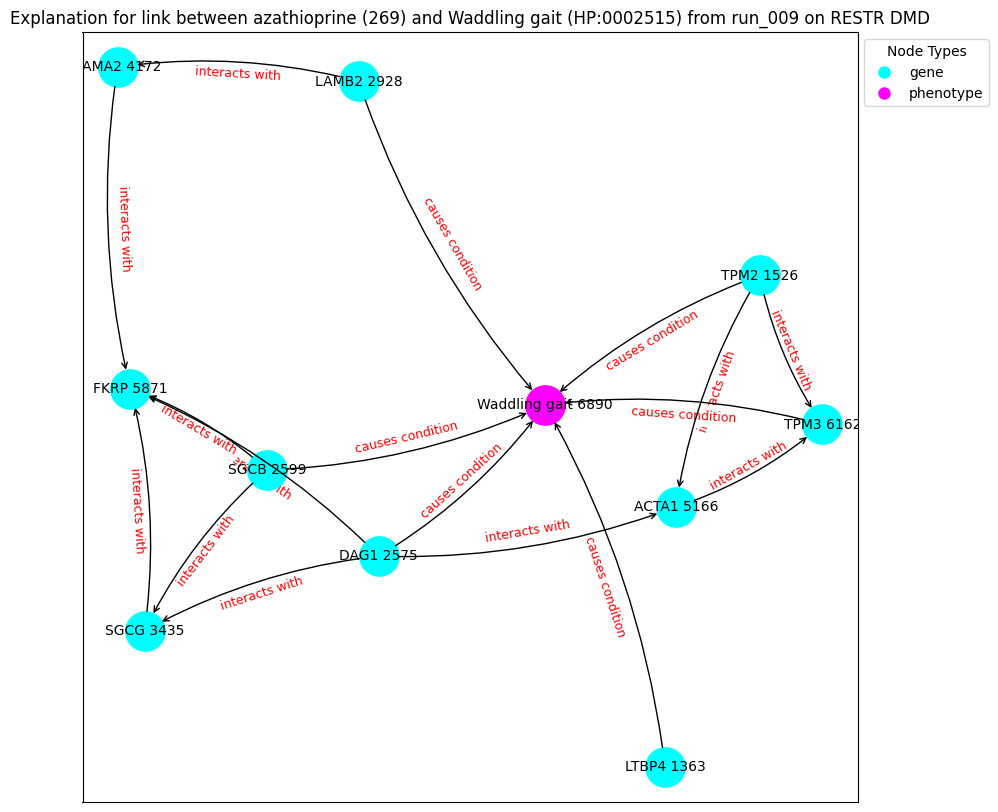 Explanation for link between azathioprine (269) and Waddling gait (HP:0002515) from run_009 on RESTR DMD
Node Types
gene
phenotype
AMA2 4172
interacts with
LAMB2 2928
interacts with
causes condition
TPM2 1526
causes condition
interacts with
acts with
FKRP 5871
Waddling gait 6890
causes condition
TPM3 6162
interacts with
causes condition
SGCB 2599
with
interacts with
causes condition
interacts with
ACTA1 5166
interacts with
interacts with
DAG1 2575
interacts with
causes condition
SGCG 3435
LTBP4 1363